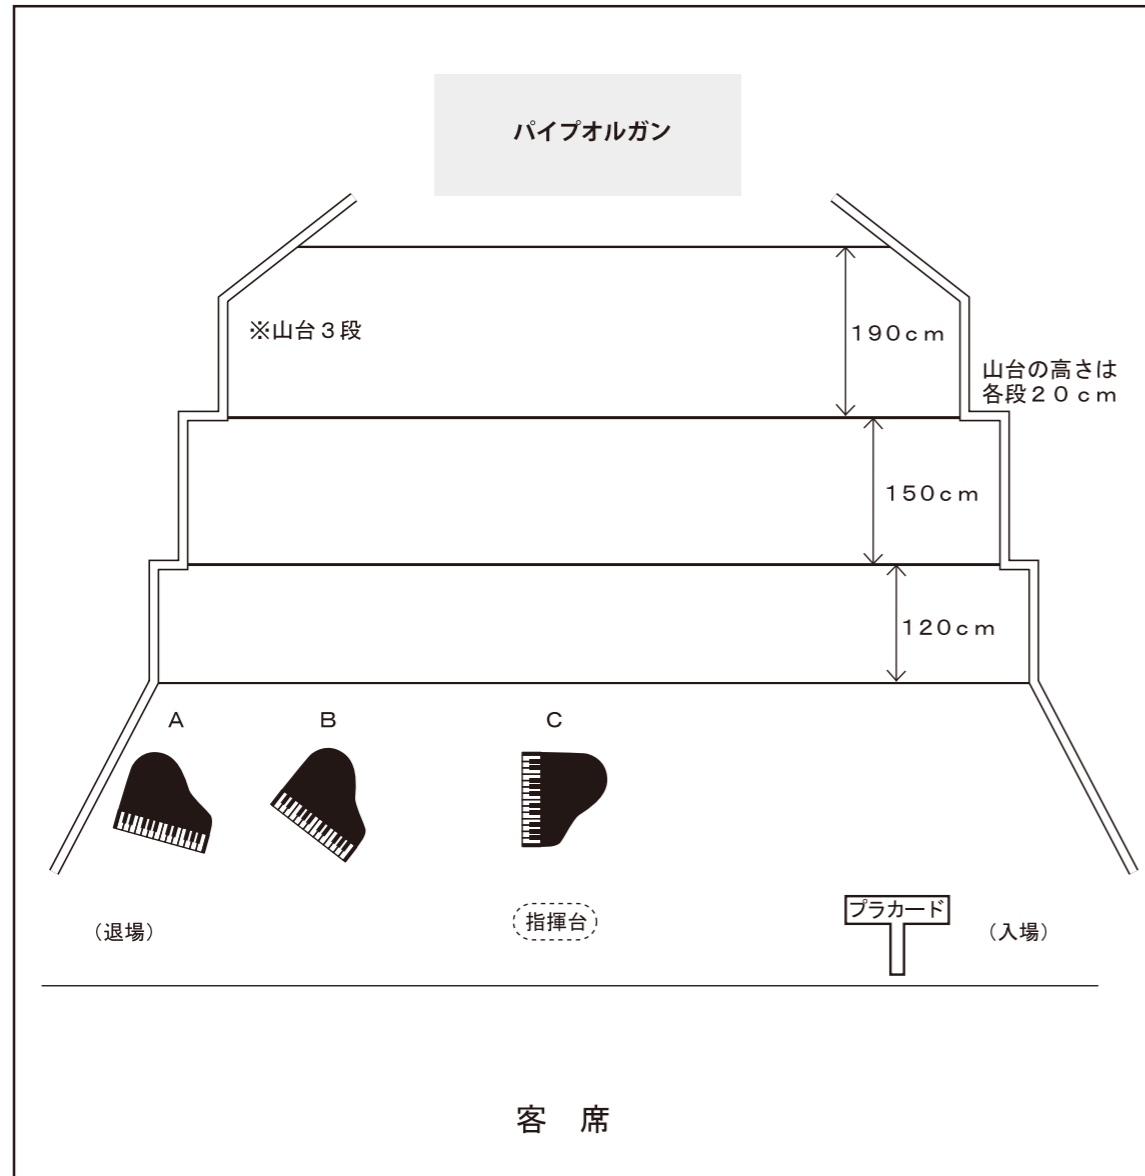 パイプオルガン
※山台３段
190cm
山台の高さは
各段２０ｃｍ
150cm
120cm
A
B
C
プラカード
（退場）
指揮台
（入場）
客　席